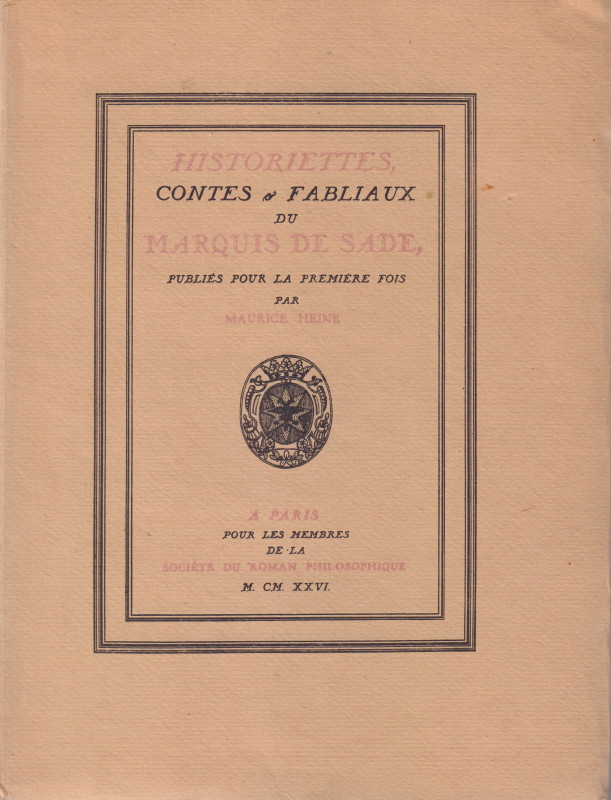 HISTORIETTES,
CONTES & FABLIAUX
DU
MARQUIS DE SADE,
PUBLIÉS POUR LA PREMIÈRE FOIS
PAR
MAURICE HEINE
A PARIS
POUR LES MEMBRES
DE LA
SOCIÉTÉ DU ROMAN PHILOSOPHIQUE
M. CM. XXVI.